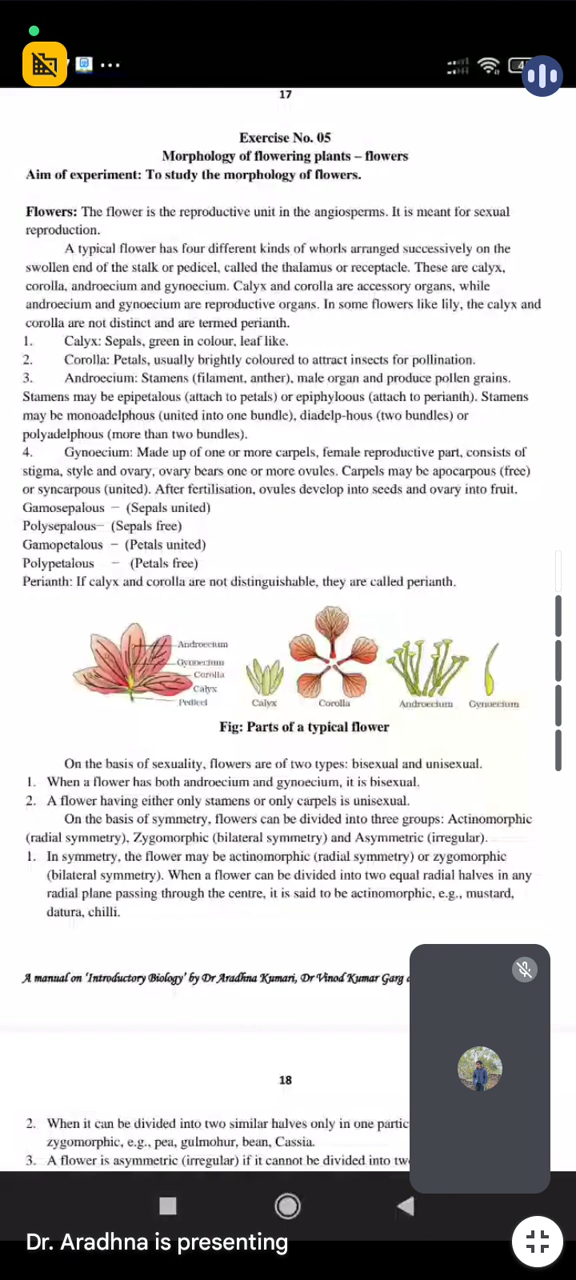 17
Exercise No. 05
Morphology of flowering plants – flowers
Aim of experiment: To study the morphology of flowers.
Flowers: The flower is the reproductive unit in the angiosperms. It is meant for sexual
reproduction.
A typical flower has four different kinds of whorls arranged successively on the
swollen end of the stalk or pedicel, called the thalamus or receptacle. These are calyx,
corolla, androecium and gynoecium. Calyx and corolla are accessory organs, while
androecium and gynoecium are reproductive organs. In some flowers like lily, the calyx and
corolla are not distinct and are termed perianth.
1. Calyx: Sepals, green in colour, leaf like.
2. Corolla: Petals, usually brightly coloured to attract insects for pollination.
3. Androecium: Stamens (filament, anther), male organ and produce pollen grains.
Stamens may be epipetalous (attach to petals) or epiphyloous (attach to perianth). Stamens
may be monoadelphous (united into one bundle), diadelp-hous (two bundles) or
polyadelphous (more than two bundles).
4. Gynoecium: Made up of one or more carpels, female reproductive part, consists of
stigma, style and ovary, ovary bears one or more ovules. Carpels may be apocarpous (free)
or syncarpous (united). After fertilisation, ovules develop into seeds and ovary into fruit.
Gamosepalous – (Sepals united)
Polysepalous– (Sepals free)
Gamopetalous – (Petals united)
Polypetalous – (Petals free)
Perianth: If calyx and corolla are not distinguishable, they are called perianth.
Androecium
Gynoecium
Corolla
Calyx
Pedicel
Calyx Corolla Androecium Gynoecium
Fig: Parts of a typical flower
On the basis of sexuality, flowers are of two types: bisexual and unisexual.
1. When a flower has both androecium and gynoecium, it is bisexual.
2. A flower having either only stamens or only carpels is unisexual.
On the basis of symmetry, flowers can be divided into three groups: Actinomorphic
(radial symmetry), Zygomorphic (bilateral symmetry) and Asymmetric (irregular).
1. In symmetry, the flower may be actinomorphic (radial symmetry) or zygomorphic
(bilateral symmetry). When a flower can be divided into two equal radial halves in any
radial plane passing through the centre, it is said to be actinomorphic, e.g., mustard,
datura, chilli.
A manual on 'Introductory Biology' by Dr Aradhna Kumari, Dr Vinod Kumar Garg
18
2. When it can be divided into two similar halves only in one
zygomorphic, e.g., pea, gulmohur, bean, Cassia.
3. A flower is asymmetric (irregular) if it cannot be divided into
Dr. Aradhna is presenting